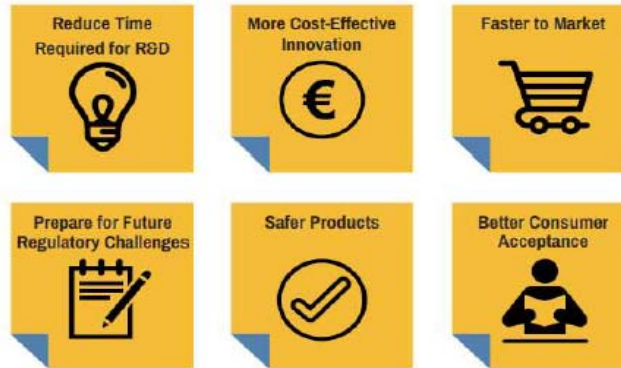 Reduce Time
Required for R&D
More Cost-Effective
Innovation
€
Faster to Market
Prepare for Future
Regulatory Challenges
Safer Products
Better Consumer
Acceptance